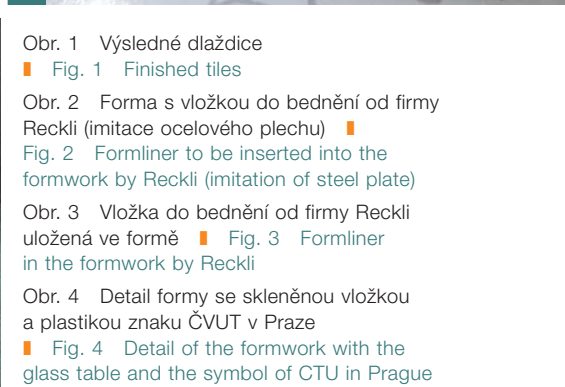 Obr. 1 Výsledné dlaždice
Fig. 1 Finished tiles
Obr. 2 Forma s vložkou do bednění od firmy
Reckli (imitace ocelového plechu)
Fig. 2 Formliner to be inserted into the
formwork by Reckli (imitation of steel plate)
Obr. 3 Vložka do bednění od firmy Reckli
uložená ve formě Fig. 3 Formliner
in the formwork by Reckli
Obr. 4 Detail formy se skleněnou vložkou
a plastikou znaku ČVUT v Praze
Fig. 4 Detail of the formwork with the
glass table and the symbol of CTU in Prague